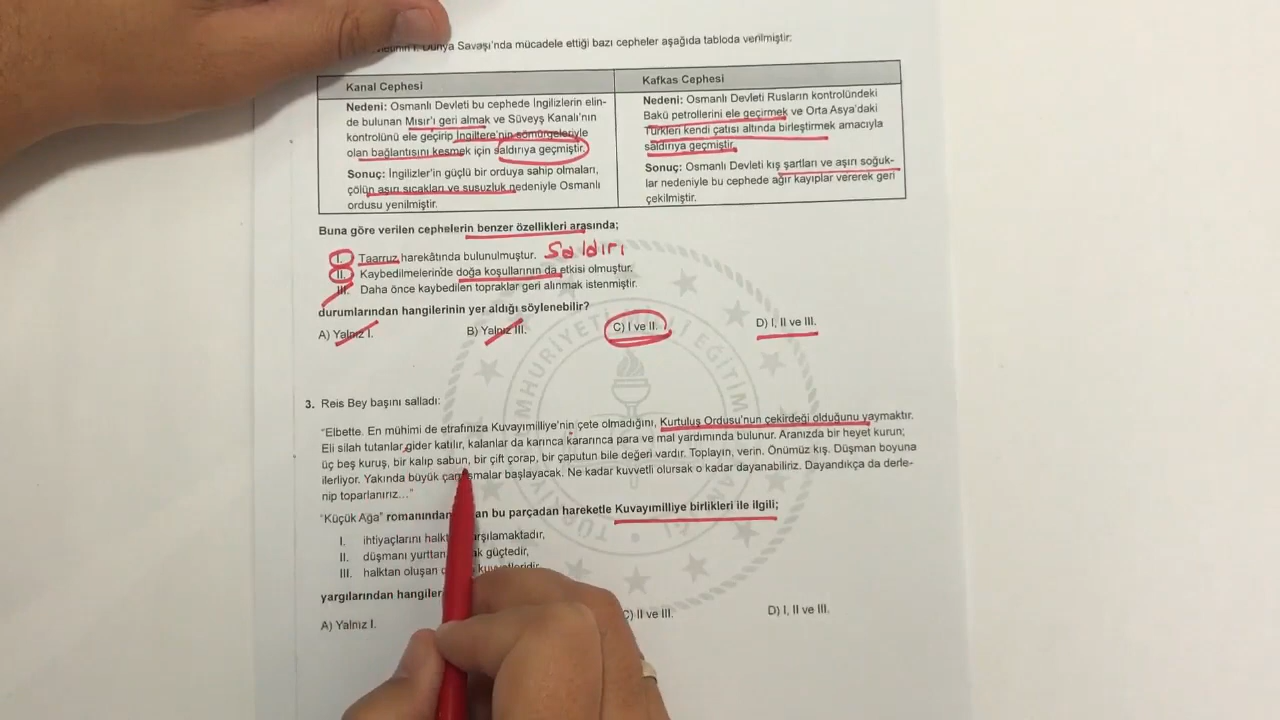 Dünya Savaşı'nda mücadele ettiği bazı cepheler aşağıda tabloda verilmiştir.
Kanal Cephesi
Nedeni: Osmanlı Devleti bu cephede İngilizlerin elin-
de bulunan Mısır'ı geri almak ve Süveyş Kanalı'nın
kontrolünü ele geçirip İngiltere'nin sömürgeleriyle
olan bağlantısını kesmek için saldırıya geçmiştir.
Sonuç: İngilizler'in güçlü bir orduya sahip olmaları,
çölün aşırı sıcakları ve susuzluk nedeniyle Osmanlı
ordusu yenilmiştir.
Kafkas Cephesi
Nedeni: Osmanlı Devleti Rusların kontrolündeki
Bakü petrollerini ele geçirmek ve Orta Asya'daki
Türkleri kendi çatısı altında birleştirmek amacıyla
saldırıya geçmiştir.
Sonuç: Osmanlı Devleti kış şartları ve aşırı soğuk-
lar nedeniyle bu cephede ağır kayıplar vererek geri
çekilmiştir.
Buna göre verilen cephelerin benzer özellikleri arasında;
I. Taarruz harekâtında bulunulmuştur. Saldırı
II. Kaybedilmelerinde doğa koşullarının da etkisi olmuştur.
III. Daha önce kaybedilen topraklar geri alınmak istenmiştir.
durumlarından hangilerinin yer aldığı söylenebilir?
A) Yalnız I. B) Yalnız III. C) I ve II. D) I, II ve III.
3. Reis Bey başını salladı:
"Elbette. En mühimi de etrafınıza Kuvayımilliye'nin çete olmadığını, Kurtuluş Ordusu'nun çekirdeği olduğunu yaymaktır.
Eli silah tutanlar gider katılır, kalanlar da karınca kararınca para ve mal yardımında bulunur. Aranızda bir heyet kurun;
üç beş kuruş, bir kalıp sabun, bir çift çorap, bir çaputun bile değeri vardır. Toplayın, verin. Önümüz kış. Düşman boyuna
ilerliyor. Yakında büyük başlayacak. Ne kadar kuvvetli olursak o kadar dayanabiliriz. Dayandıkça da derle-
nip toparlanırız..."
"Küçük Ağa" romanından bu parçadan hareketle Kuvayımilliye birlikleri ile ilgili;
I. ihtiyaçlarını
II. düşmanı güçtedir,
III. halktan oluşan
yargılarından
A) Yalnız I. C) II ve III. D) I, II ve III.